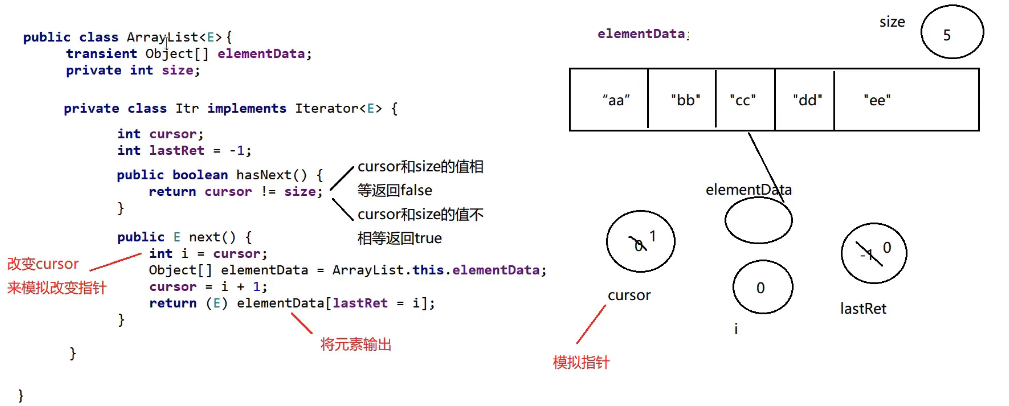 public class ArrayList<E>{
transient Object[] elementData;
private int size;
private class Itr implements Iterator<E> {
int cursor;
int lastRet = -1;
public boolean hasNext() {
return cursor != size;
}
public E next() {
int i = cursor;
Object[] elementData = ArrayList.this.elementData;
cursor = i + 1;
return (E) elementData[lastRet = i];
}
}
}
cursor和size的值相
等返回false
cursor和size的值不
相等返回true
改变cursor
来模拟改变指针
将元素输出
elementData;
size
5
“aa”
"bb"
"cc"
"dd"
"ee"
elementData
0 1
cursor
模拟指针
0
i
-1 0
lastRet